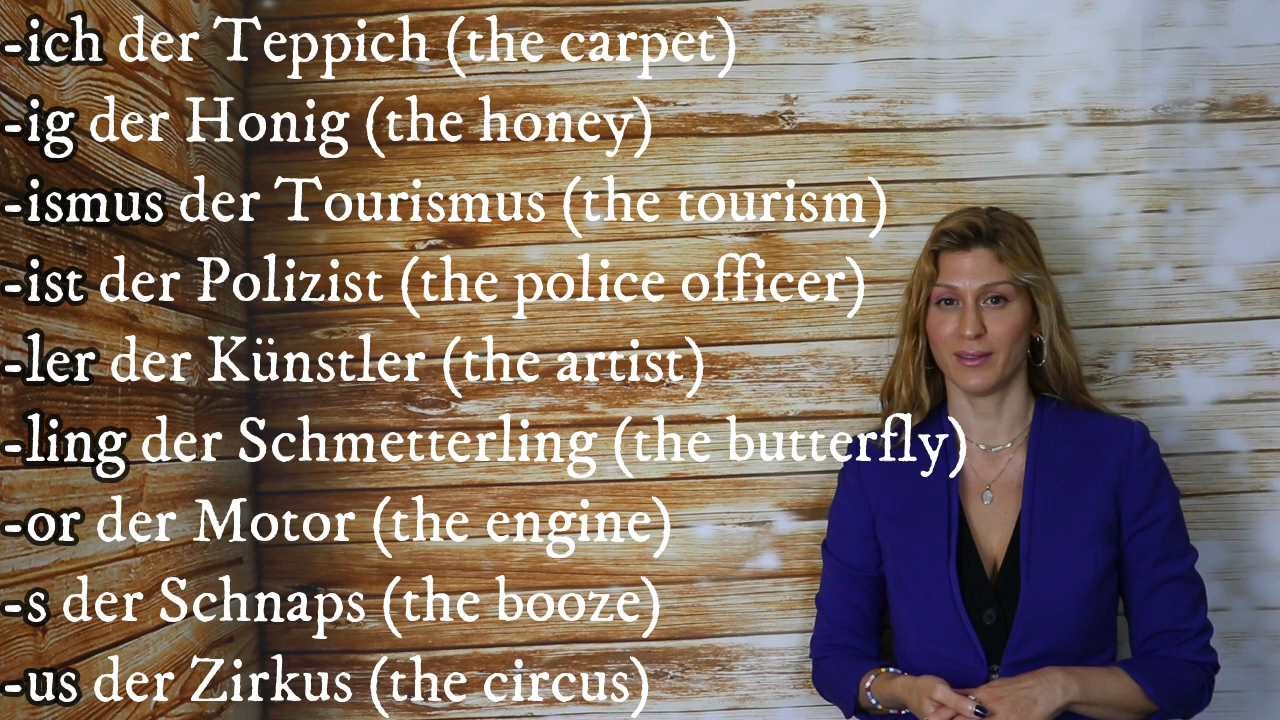 -ich der Teppich (the carpet)
-ig der Honig (the honey)
-ismus der Tourismus (the tourism)
-ist der Polizist (the police officer)
-ler der Künstler (the artist)
-ling der Schmetterling (the butterfly)
-or der Motor (the engine)
-s der Schnaps (the booze)
-us der Zirkus (the circus)